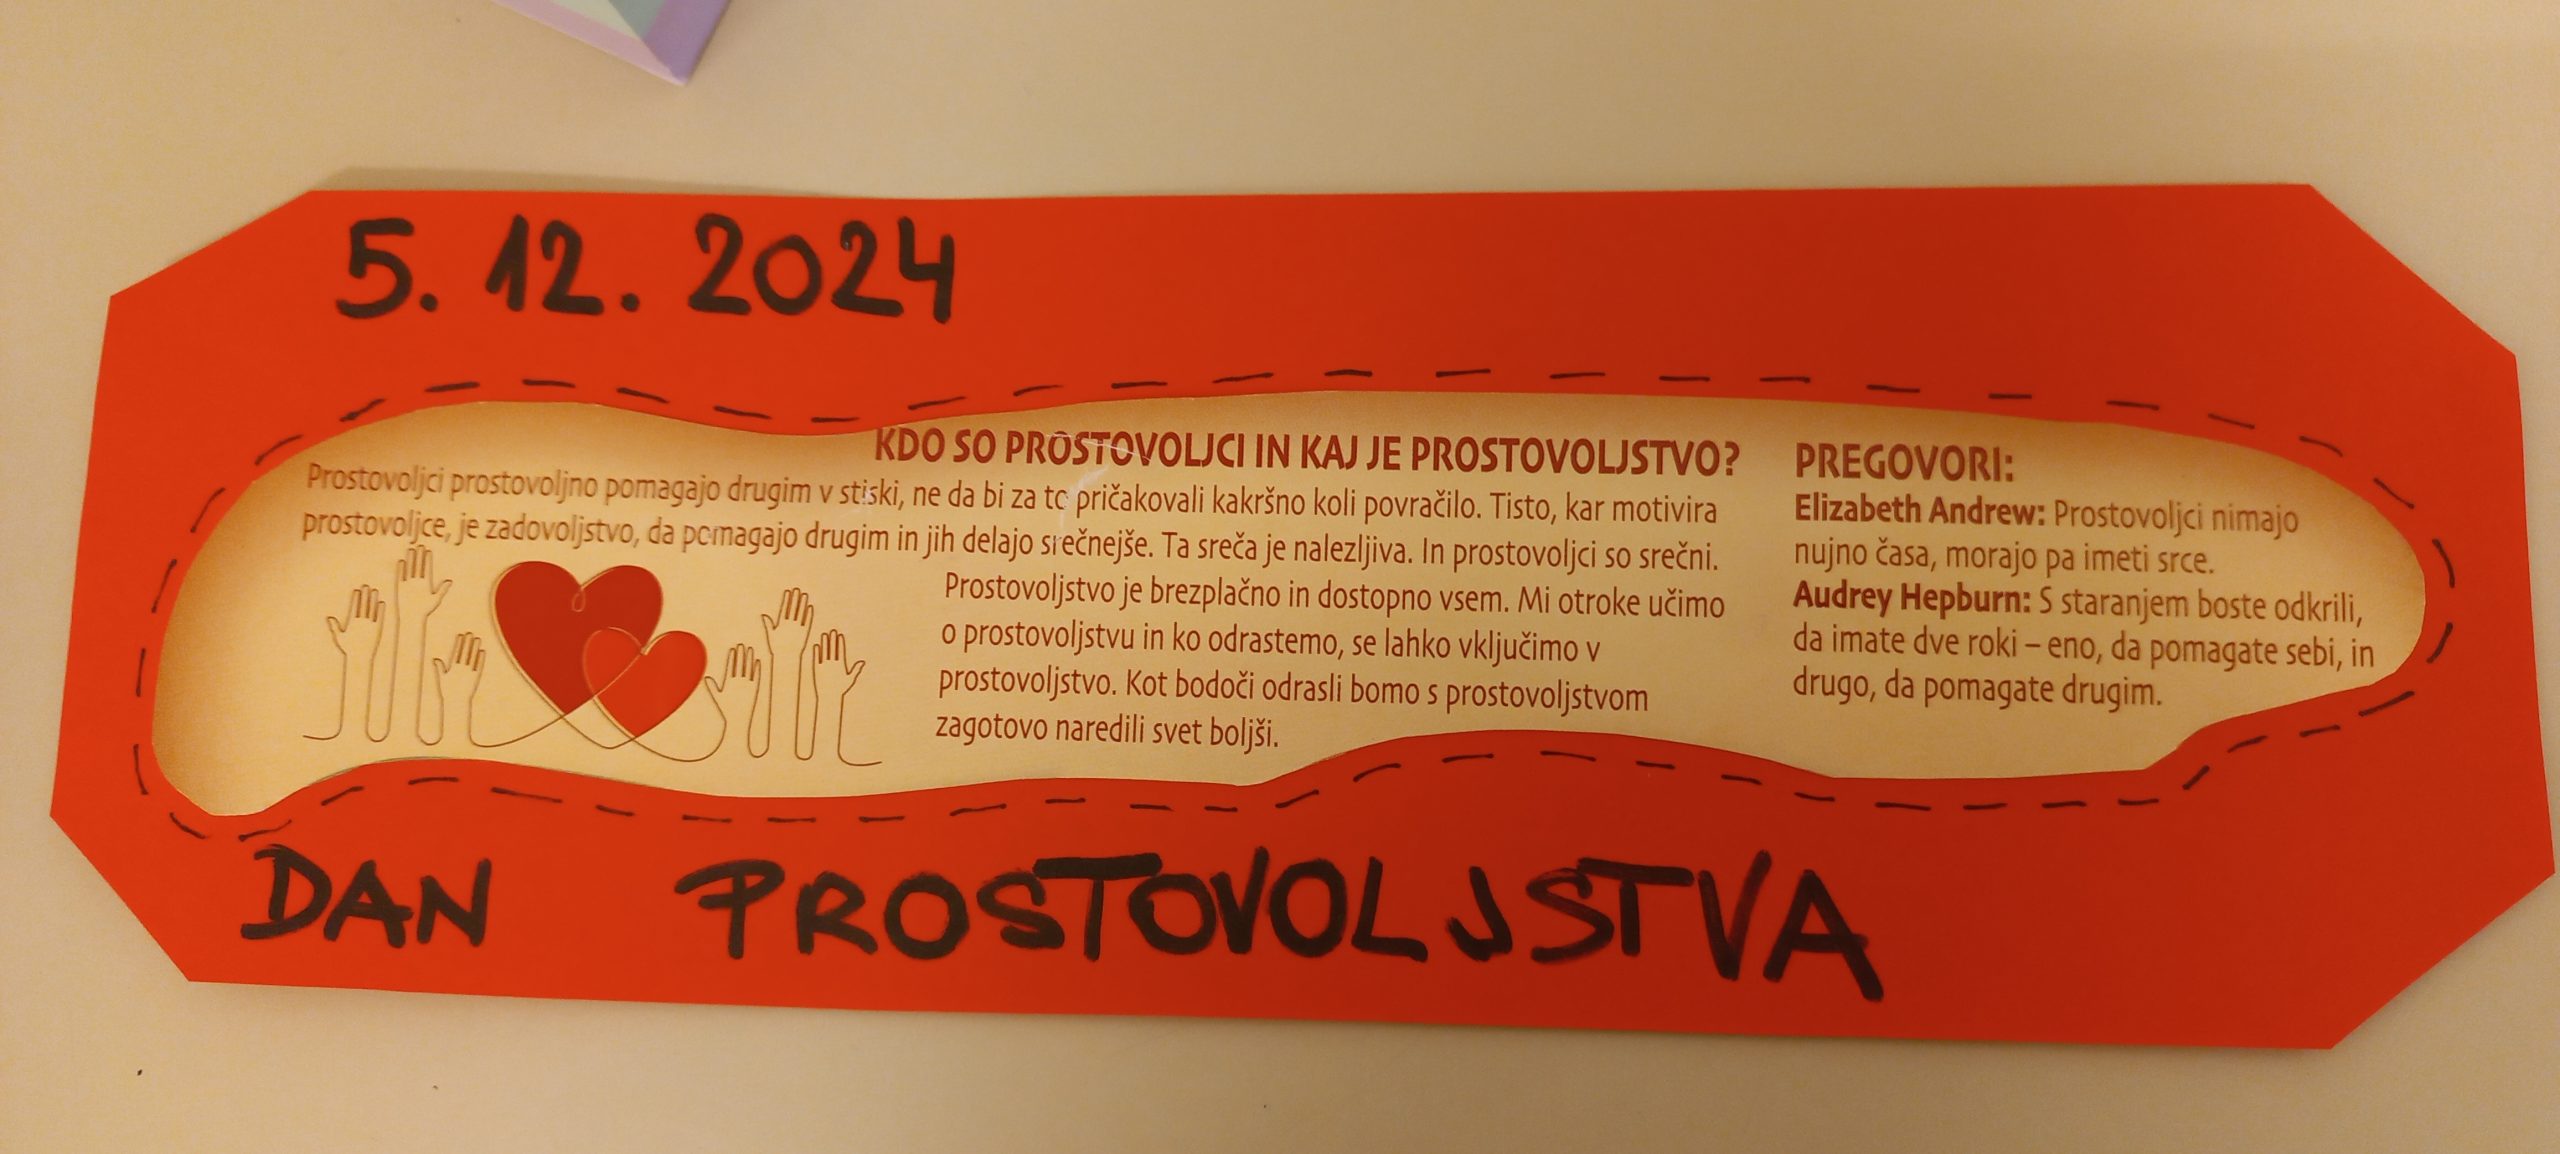 5. 12. 2024
KDO SO PROSTOVOLJCI IN KAJ JE PROSTOVOLJSTVO?
Prostovoljci prostovoljno pomagajo drugim v stiski, ne da bi za to pričakovali kakršno koli povračilo. Tisto, kar motivira
prostovoljce, je zadovoljstvo, da pomagajo drugim in jih delajo srečnejše. Ta sreča je nalezljiva. In prostovoljci so srečni.
Prostovoljstvo je brezplačno in dostopno vsem. Mi otroke učimo
o prostovoljstvu in ko odrastemo, se lahko vključimo v
prostovoljstvo. Kot bodoči odrasli bomo s prostovoljstvom
zagotovo naredili svet boljši.
PREGOVORI:
Elizabeth Andrew: Prostovoljci nimajo
nujno časa, morajo pa imeti srce.
Audrey Hepburn: S staranjem boste odkrili,
da imate dve roki – eno, da pomagate sebi, in
drugo, da pomagate drugim.
DAN PROSTOVOLJSTVA